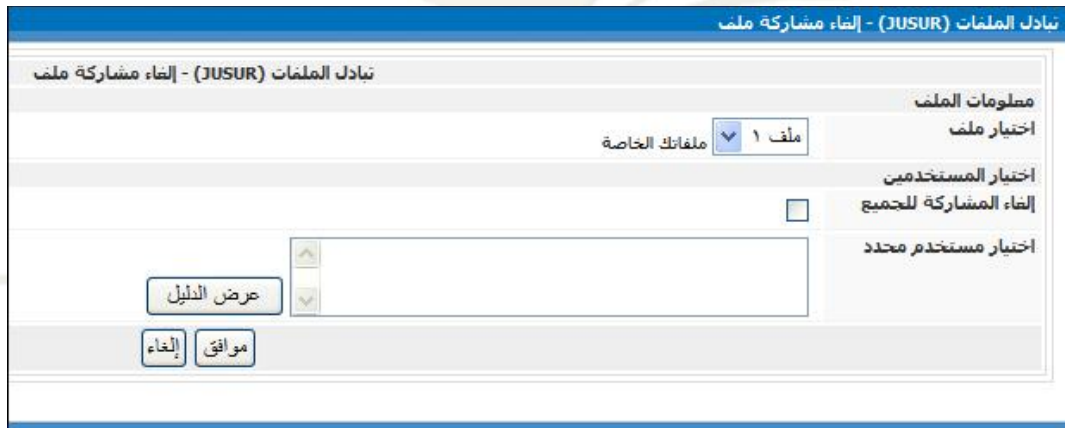 تبادل الملفات (JUSUR) - إلغاء مشاركة ملف
تبادل الملفات (JUSUR) - إلغاء مشاركة ملف
معلومات الملف
اختيار ملف
ملف ١ ملفاتك الخاصة
اختيار المستخدمين
إلغاء المشاركة للجميع
اختيار مستخدم محدد
عرض الدليل
موافق إلغاء